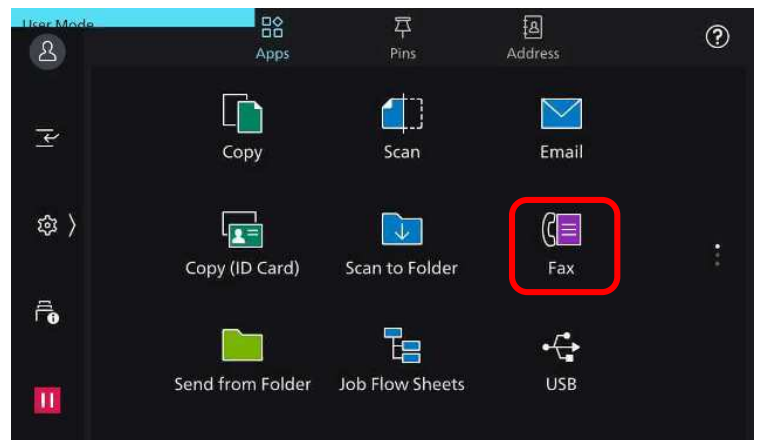 User Mode
Apps
Pins
Address
Copy
Scan
Email
Copy (ID Card)
Scan to Folder
Fax
Send from Folder
Job Flow Sheets
USB